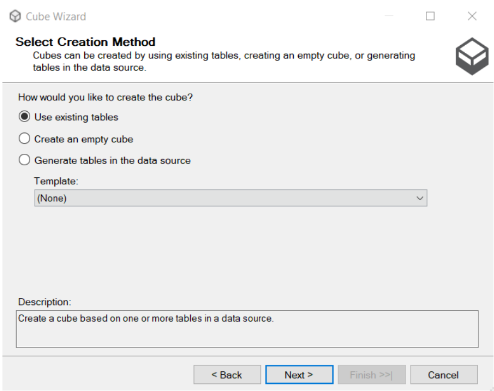 Cube Wizard
Select Creation Method
Cubes can be created by using existing tables, creating an empty cube, or generating
tables in the data source.
How would you like to create the cube?
Use existing tables
Create an empty cube
Generate tables in the data source
Template:
(None)
Description:
Create a cube based on one or more tables in a data source.
< Back
Next >
Finish >>|
Cancel